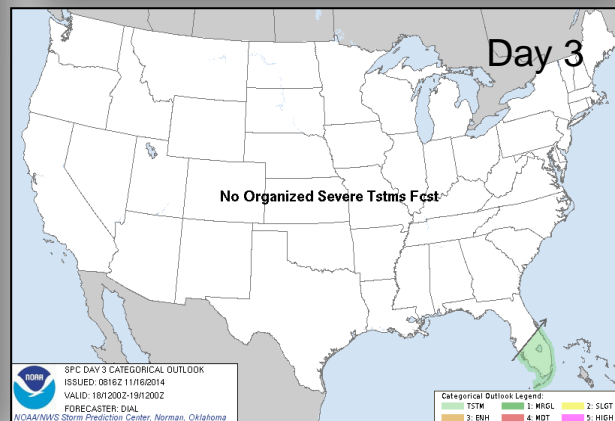 Day 3
No Organized Severe Tstms Fcst
NOAA
SPC DAY 3 CATEGORICAL OUTLOOK
ISSUED: 0816Z 11/16/2014
VALID: 18/1200Z-19/1200Z
FORECASTER: DIAL
NOAA/NWS Storm Prediction Center, Norman, Oklahoma
Categorical Outlook Legend:
TSTM 1: MRGL 2: SLGT
3: ENH 4: MDT 5: HIGH